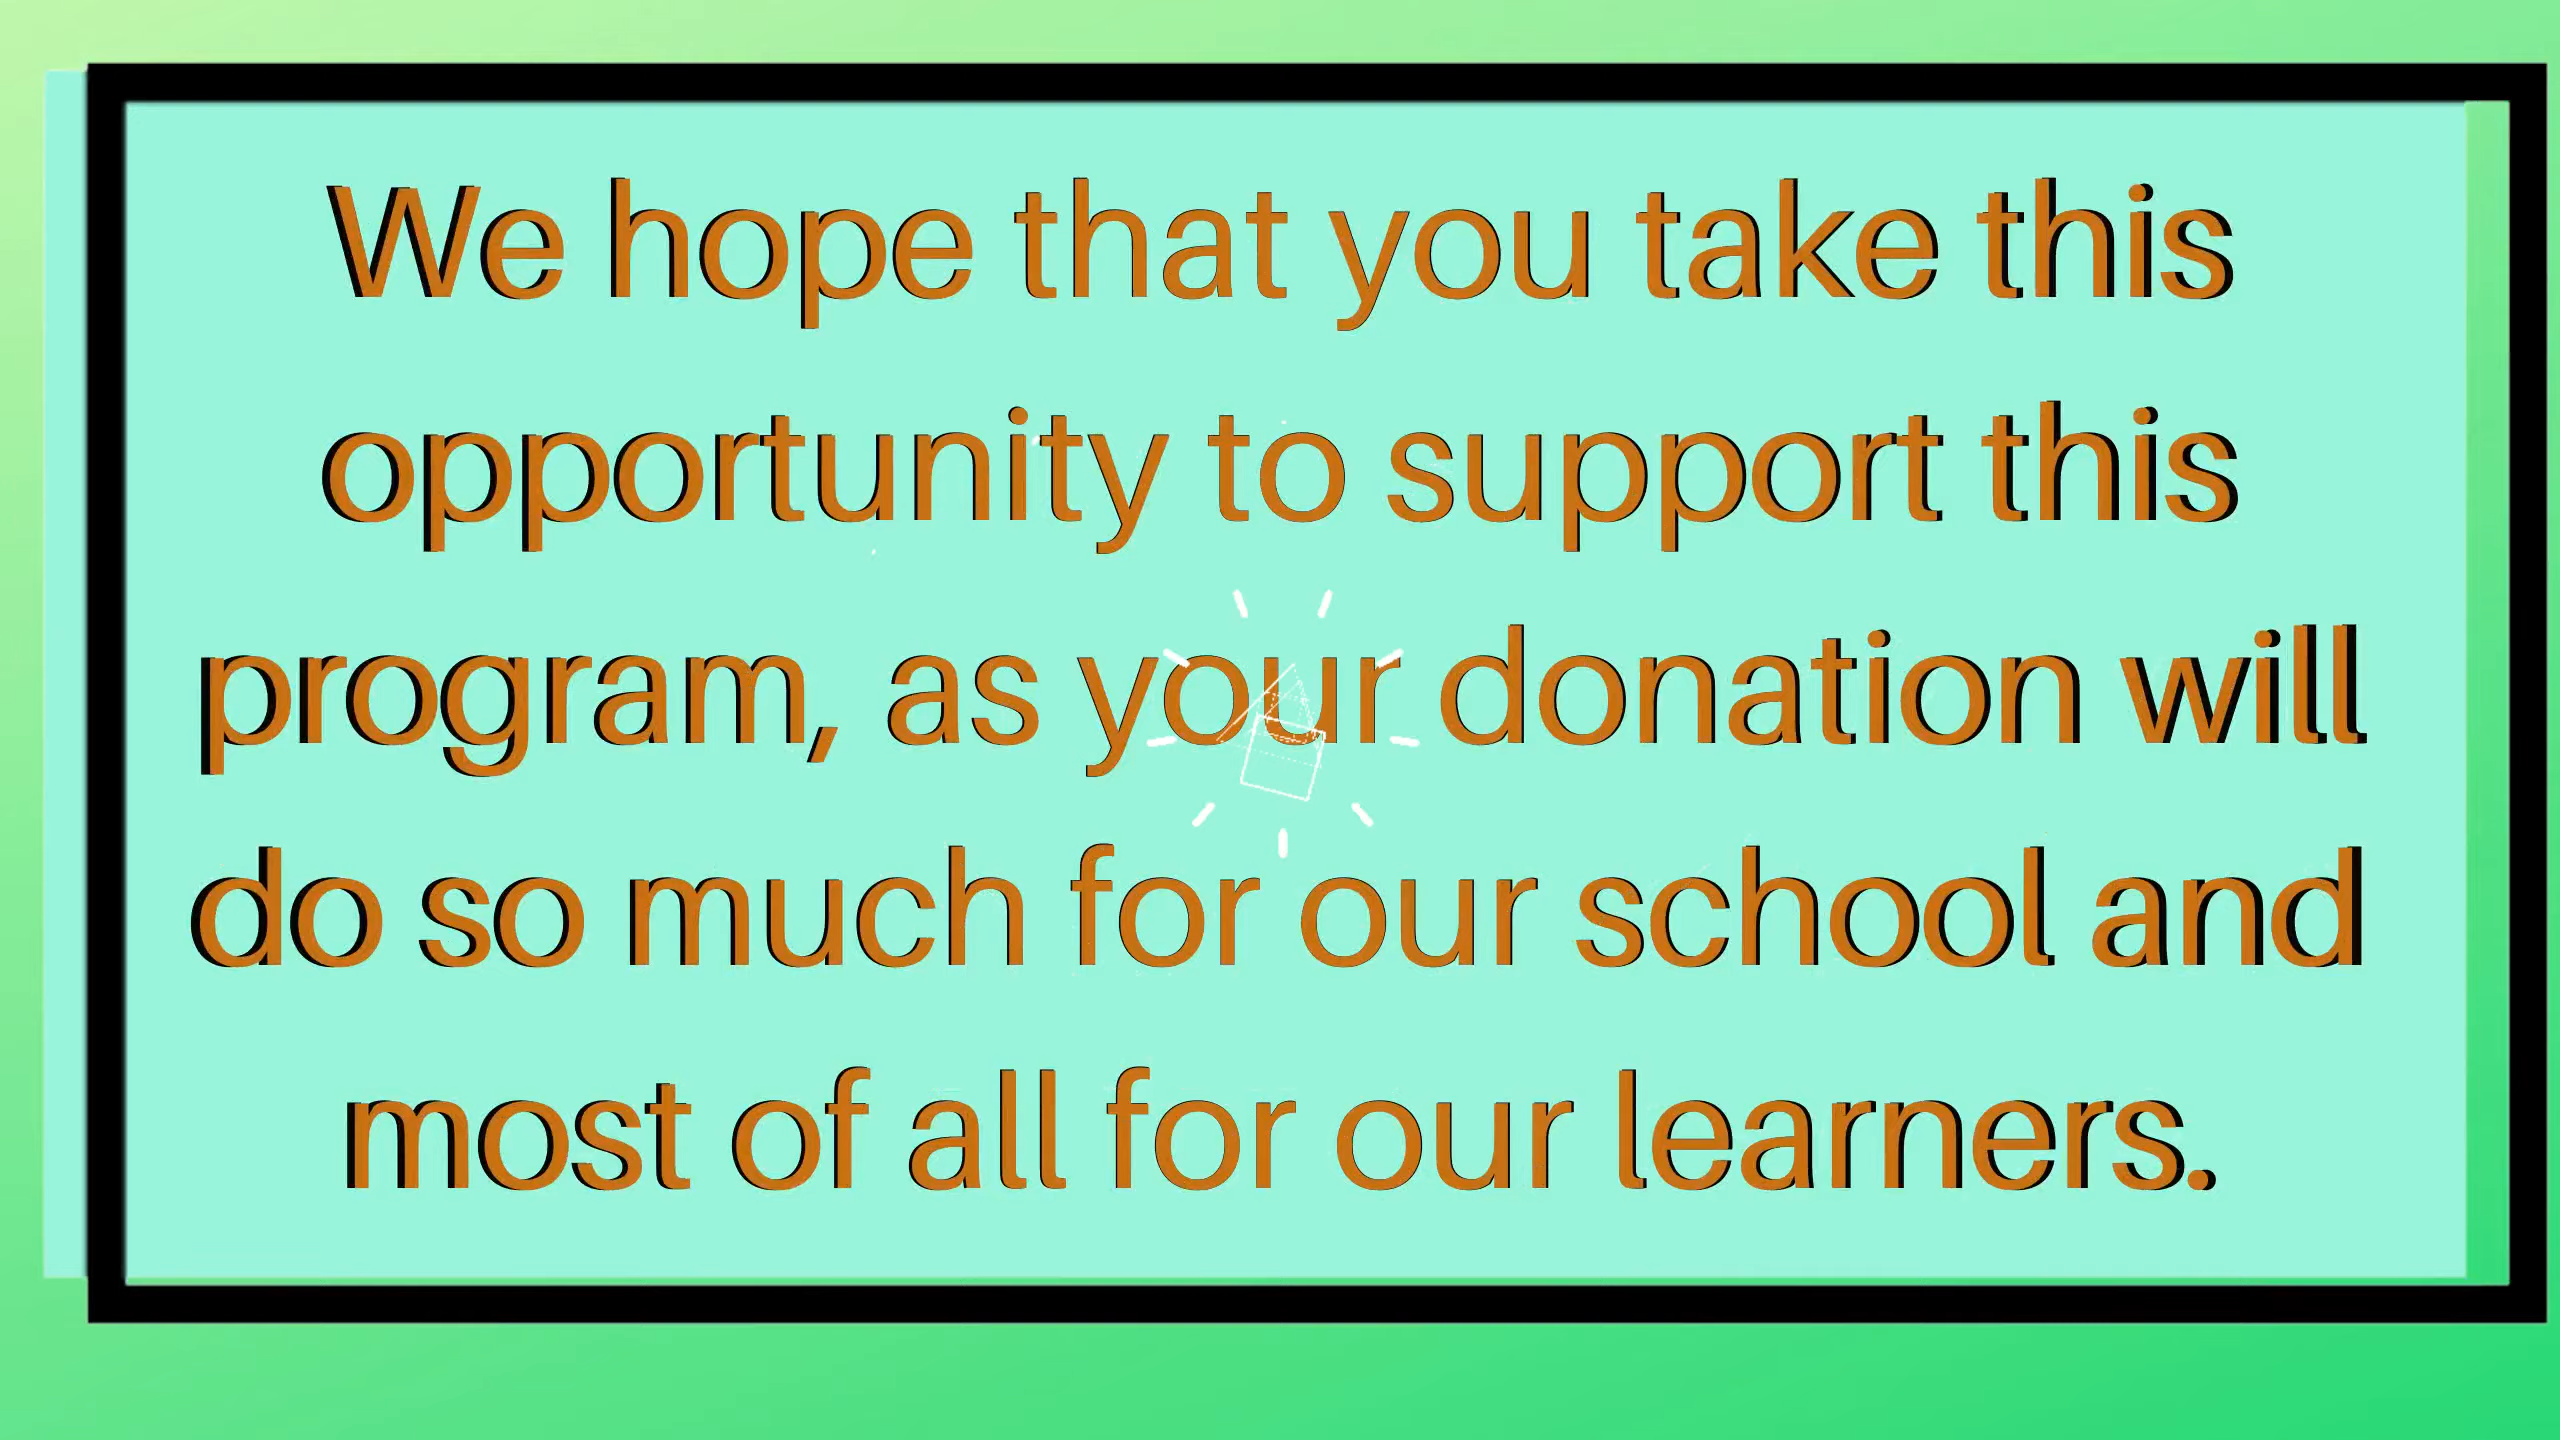 We hope that you take this
opportunity to support this
program, as your donation will
do so much for our school and
most of all for our learners.